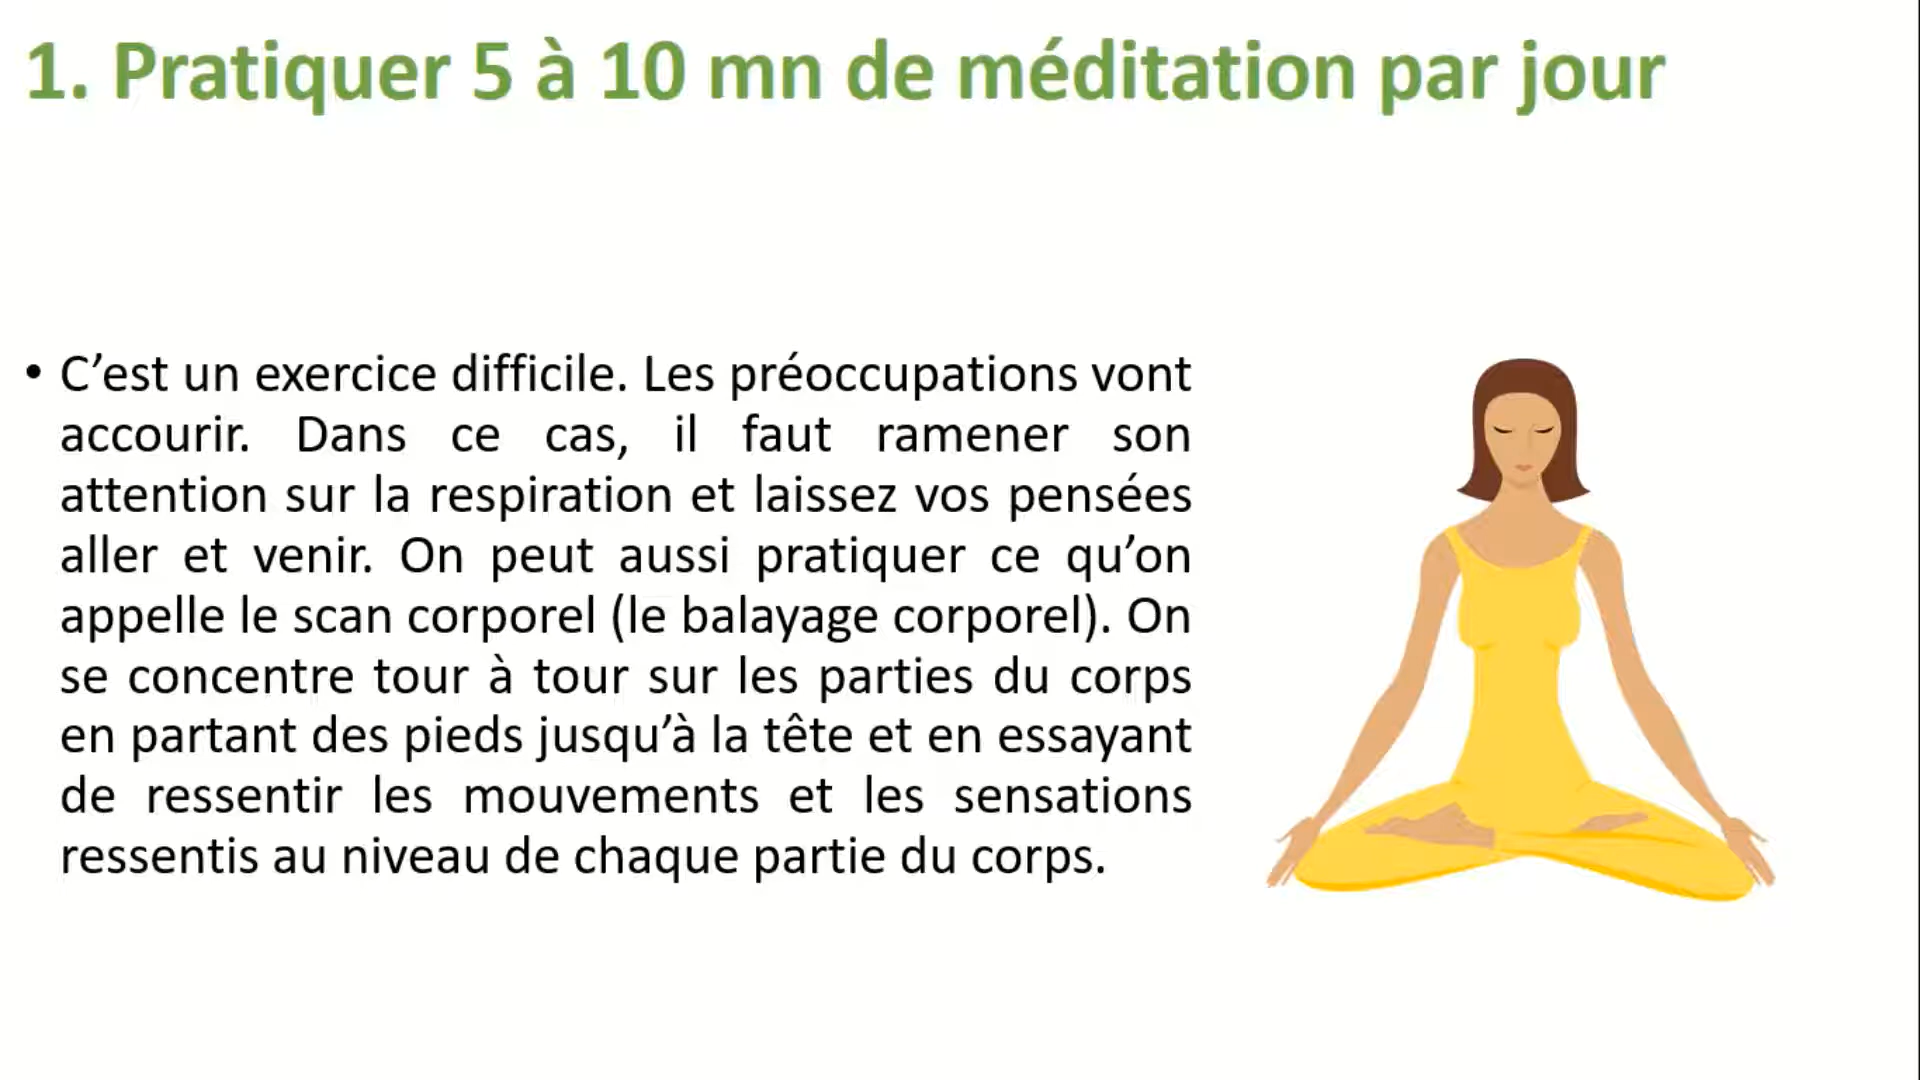 1. Pratiquer 5 à 10 mn de méditation par jour
• C’est un exercice difficile. Les préoccupations vont
accourir. Dans ce cas, il faut ramener son
attention sur la respiration et laissez vos pensées
aller et venir. On peut aussi pratiquer ce qu’on
appelle le scan corporel (le balayage corporel). On
se concentre tour à tour sur les parties du corps
en partant des pieds jusqu’à la tête et en essayant
de ressentir les mouvements et les sensations
ressentis au niveau de chaque partie du corps.